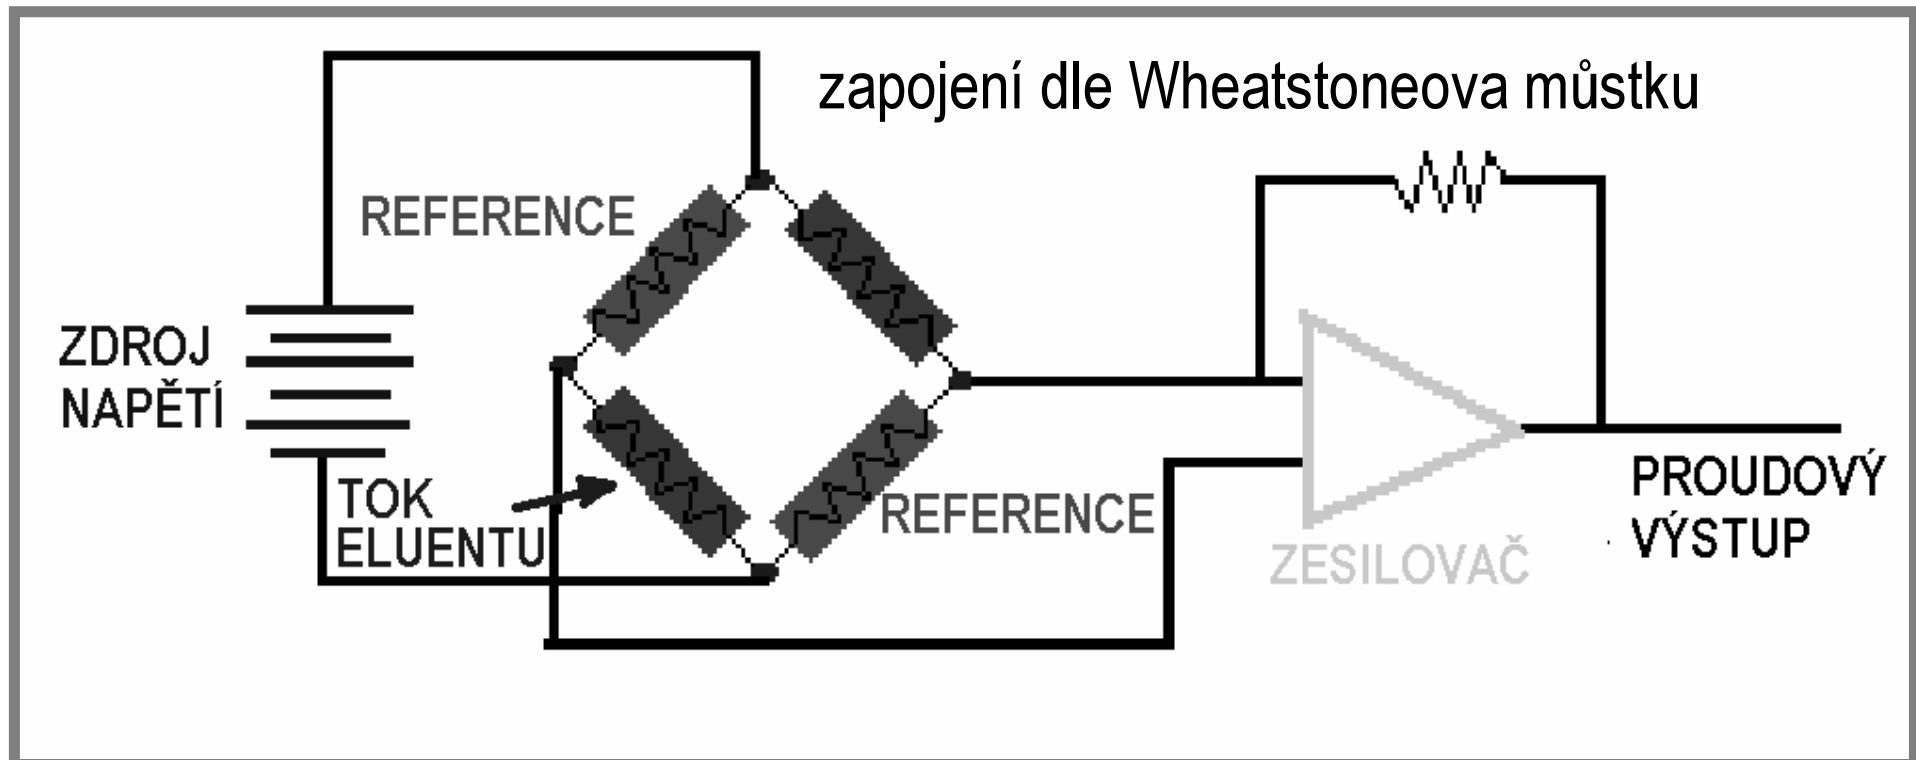 zapojení dle Wheatstoneova můstku
REFERENCE
ZDROJ
NAPĚTÍ
TOK
ELUENTU
REFERENCE
ZESILOVAČ
PROUDOVÝ
VÝSTUP